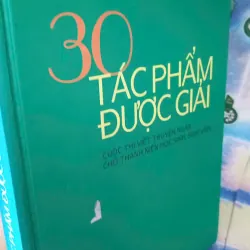 30
TÁC PHẨM
ĐƯỢC GIẢI
CUỘC THI VIẾT TRUYỆN NGẮN
CHO THANH NIÊN HỌC SINH SINH VIÊN